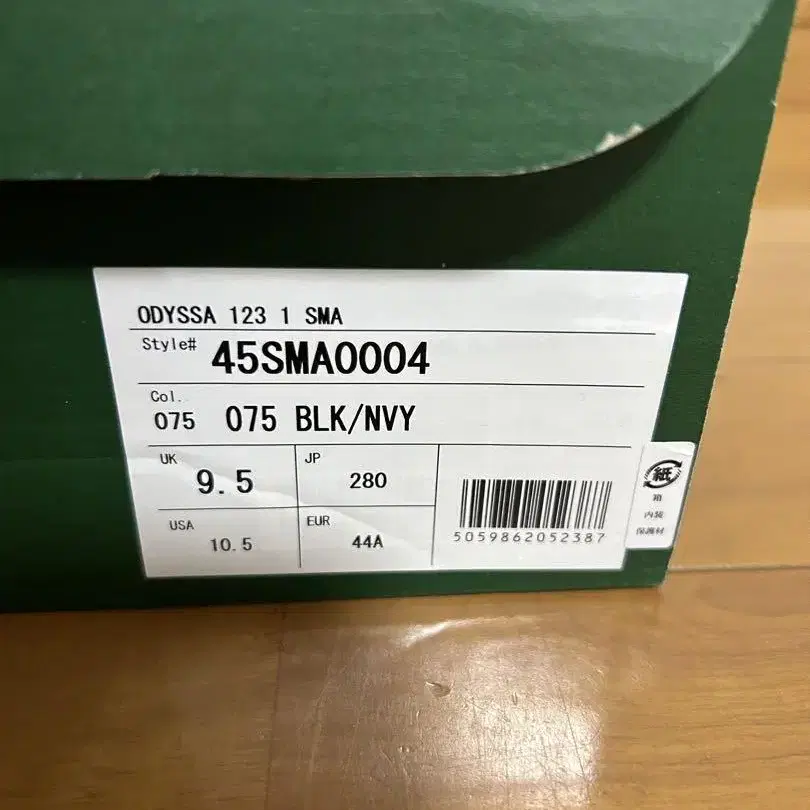 ODYSSA 123 1 SMA
Style# 45SMA0004
Col.
075 075 BLK/NVY
UK 9.5
JP 280
USA 10.5
EUR 44A
5059862052387
紙
箱
内装
保護材